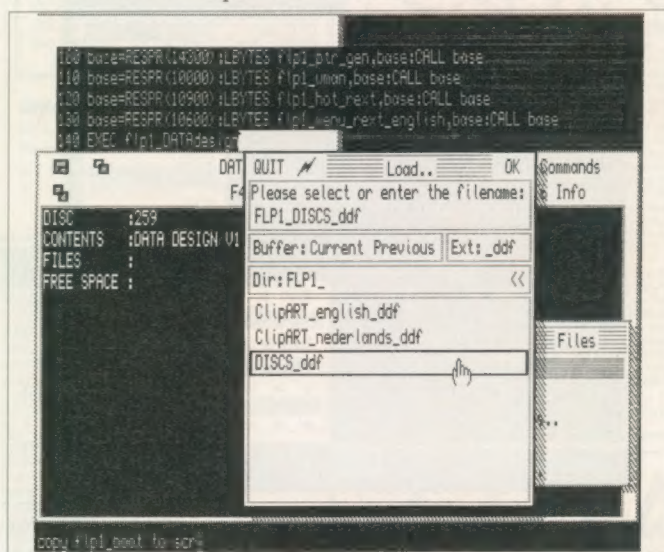 100 base=RESPR(14300):LBYTES flp1_ptr_gen,base:CALL base
110 base=RESPR(10000):LBYTES flp1_wman,base:CALL base
120 base=RESPR(10900):LBYTES flp1_hot_rext,base:CALL base
130 base=RESPR(10600):LBYTES flp1_menu_rext_english,base:CALL base
140 EXEC flp1_DATAdesign
DAT
F4
Commands
Info
QUIT Load.. OK
Please select or enter the filename:
FLP1_DISCS_ddf
Buffer: Current Previous Ext: _ddf
Dir: FLP1_ <<
ClipART_english_ddf
ClipART_nederlands_ddf
DISCS_ddf
DISC :259
CONTENTS :DATA DESIGN V1
FILES :
FREE SPACE :
Files
copy flp1_boot to scr